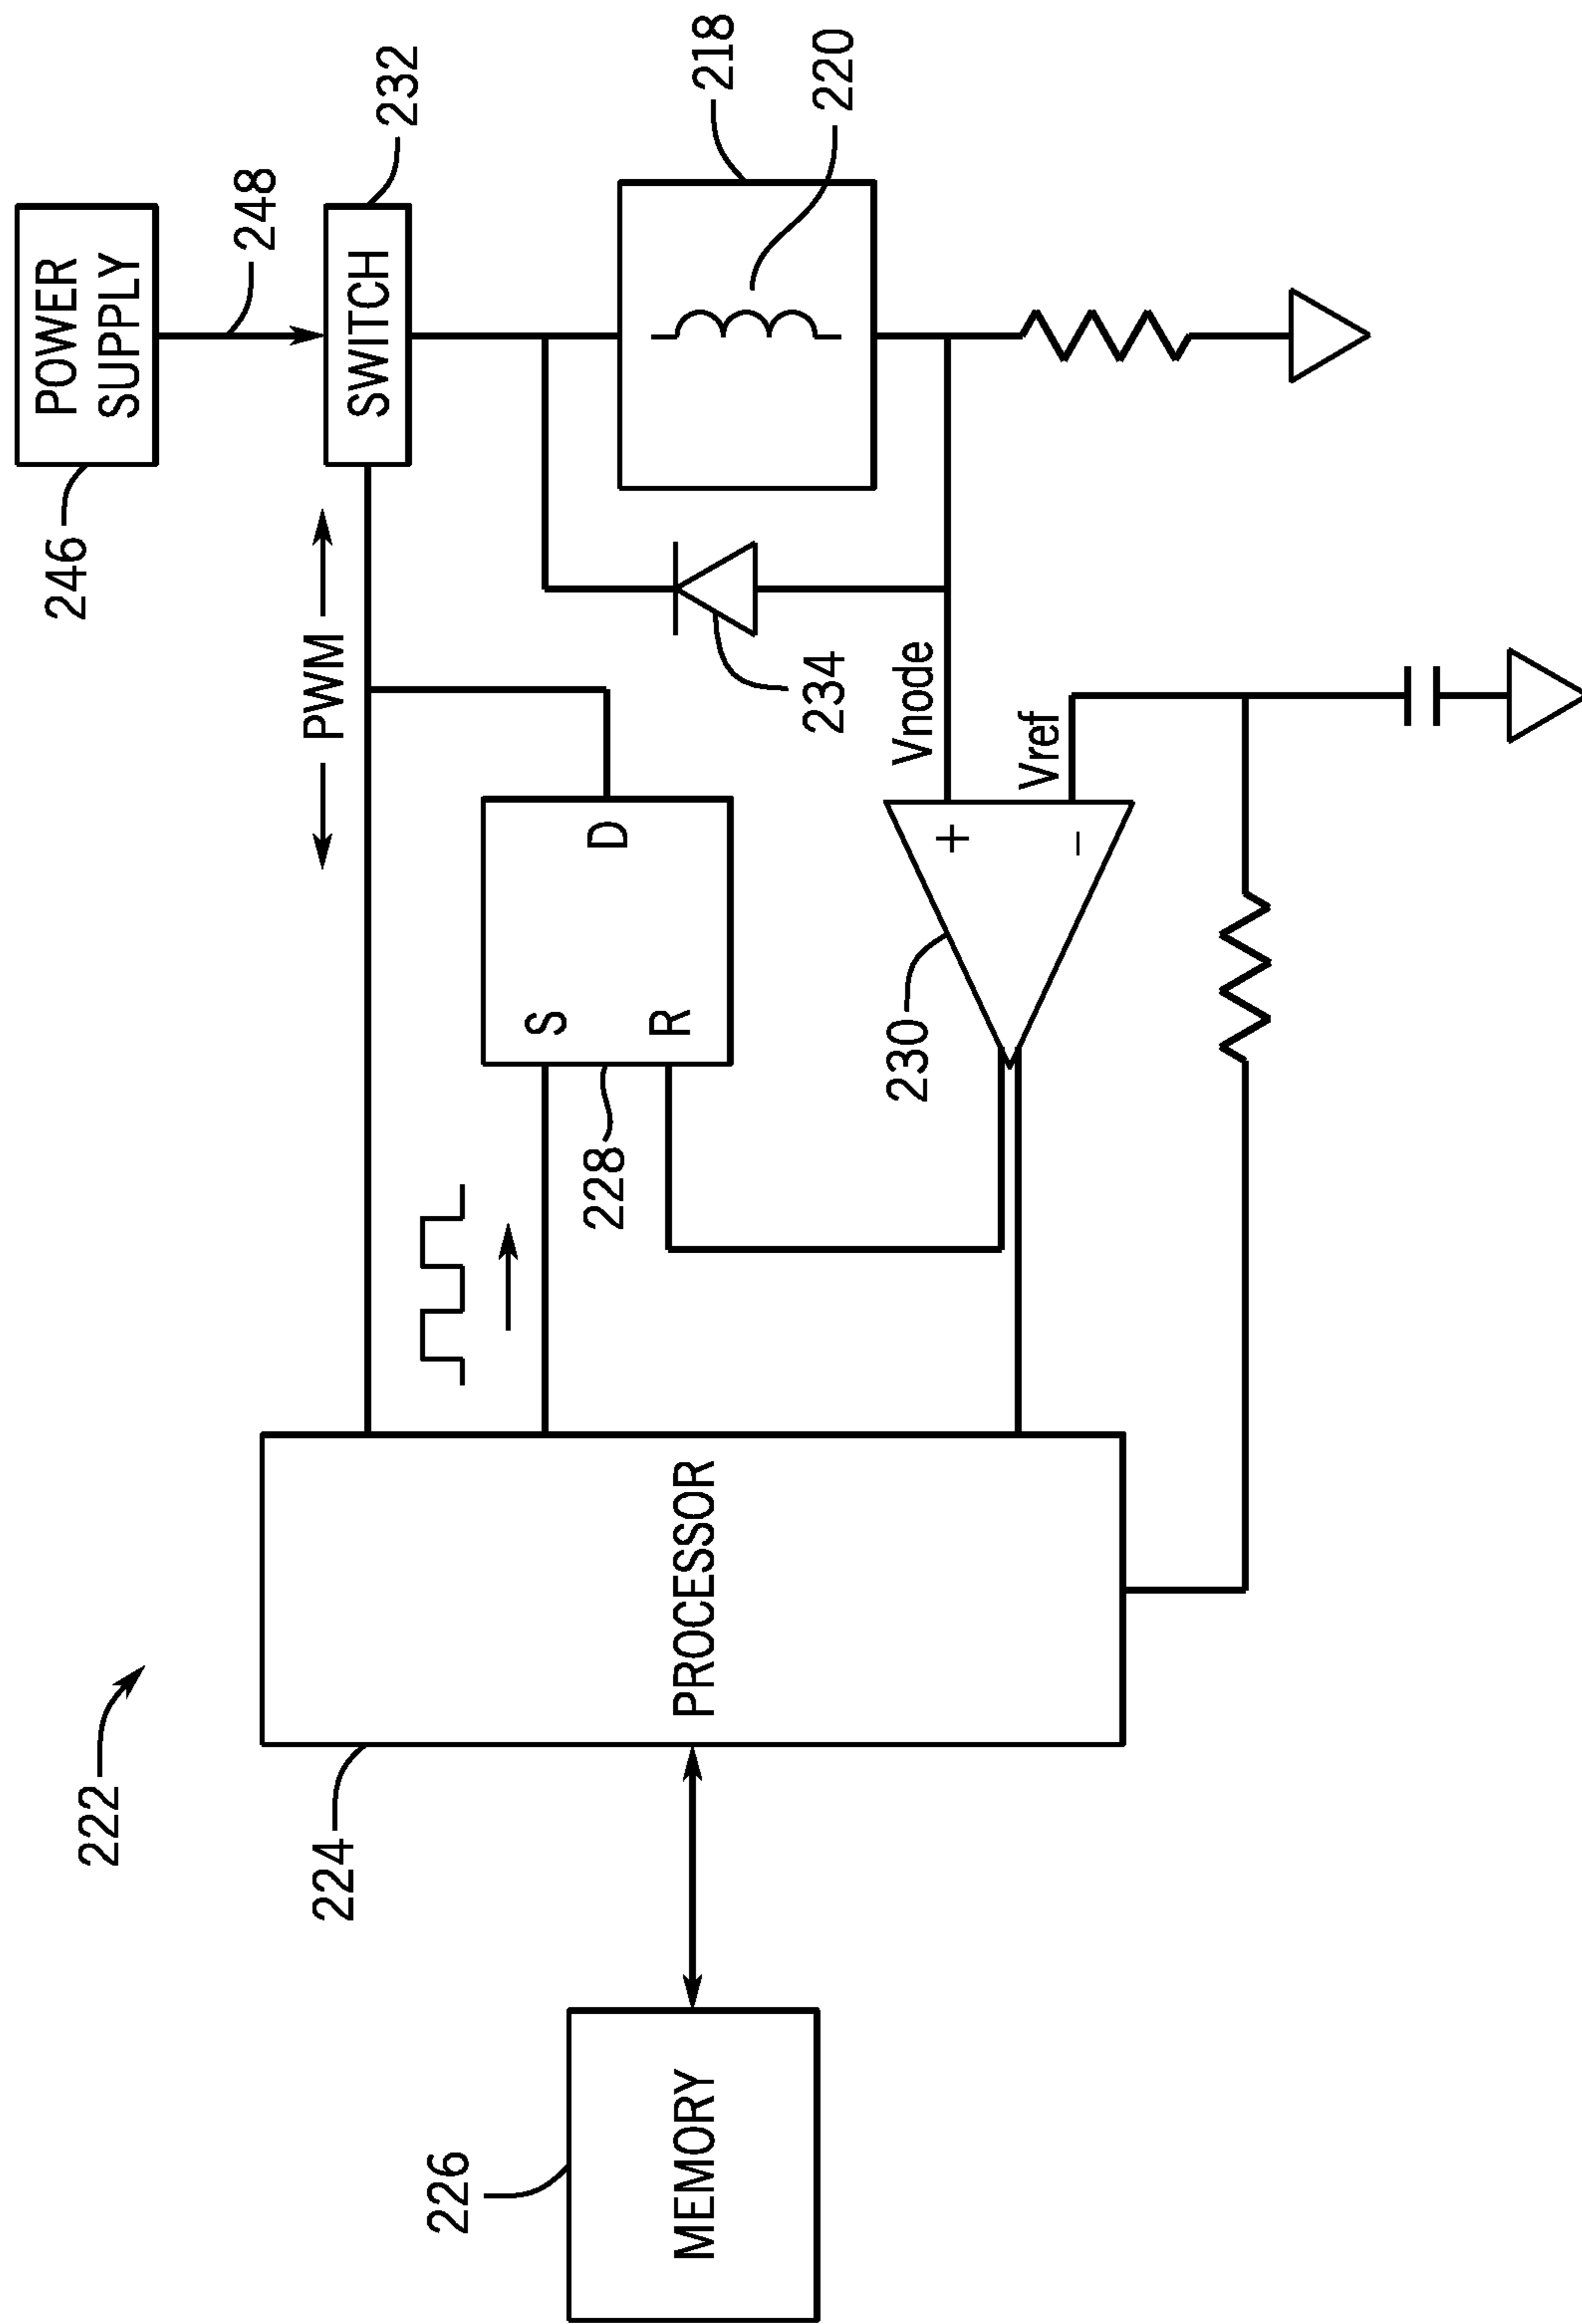 222
224
226
MEMORY
PROCESSOR
228
S
R
D
PWM
230
+
−
Vnode
Vref
234
246
POWER
SUPPLY
248
SWITCH
232
218
220